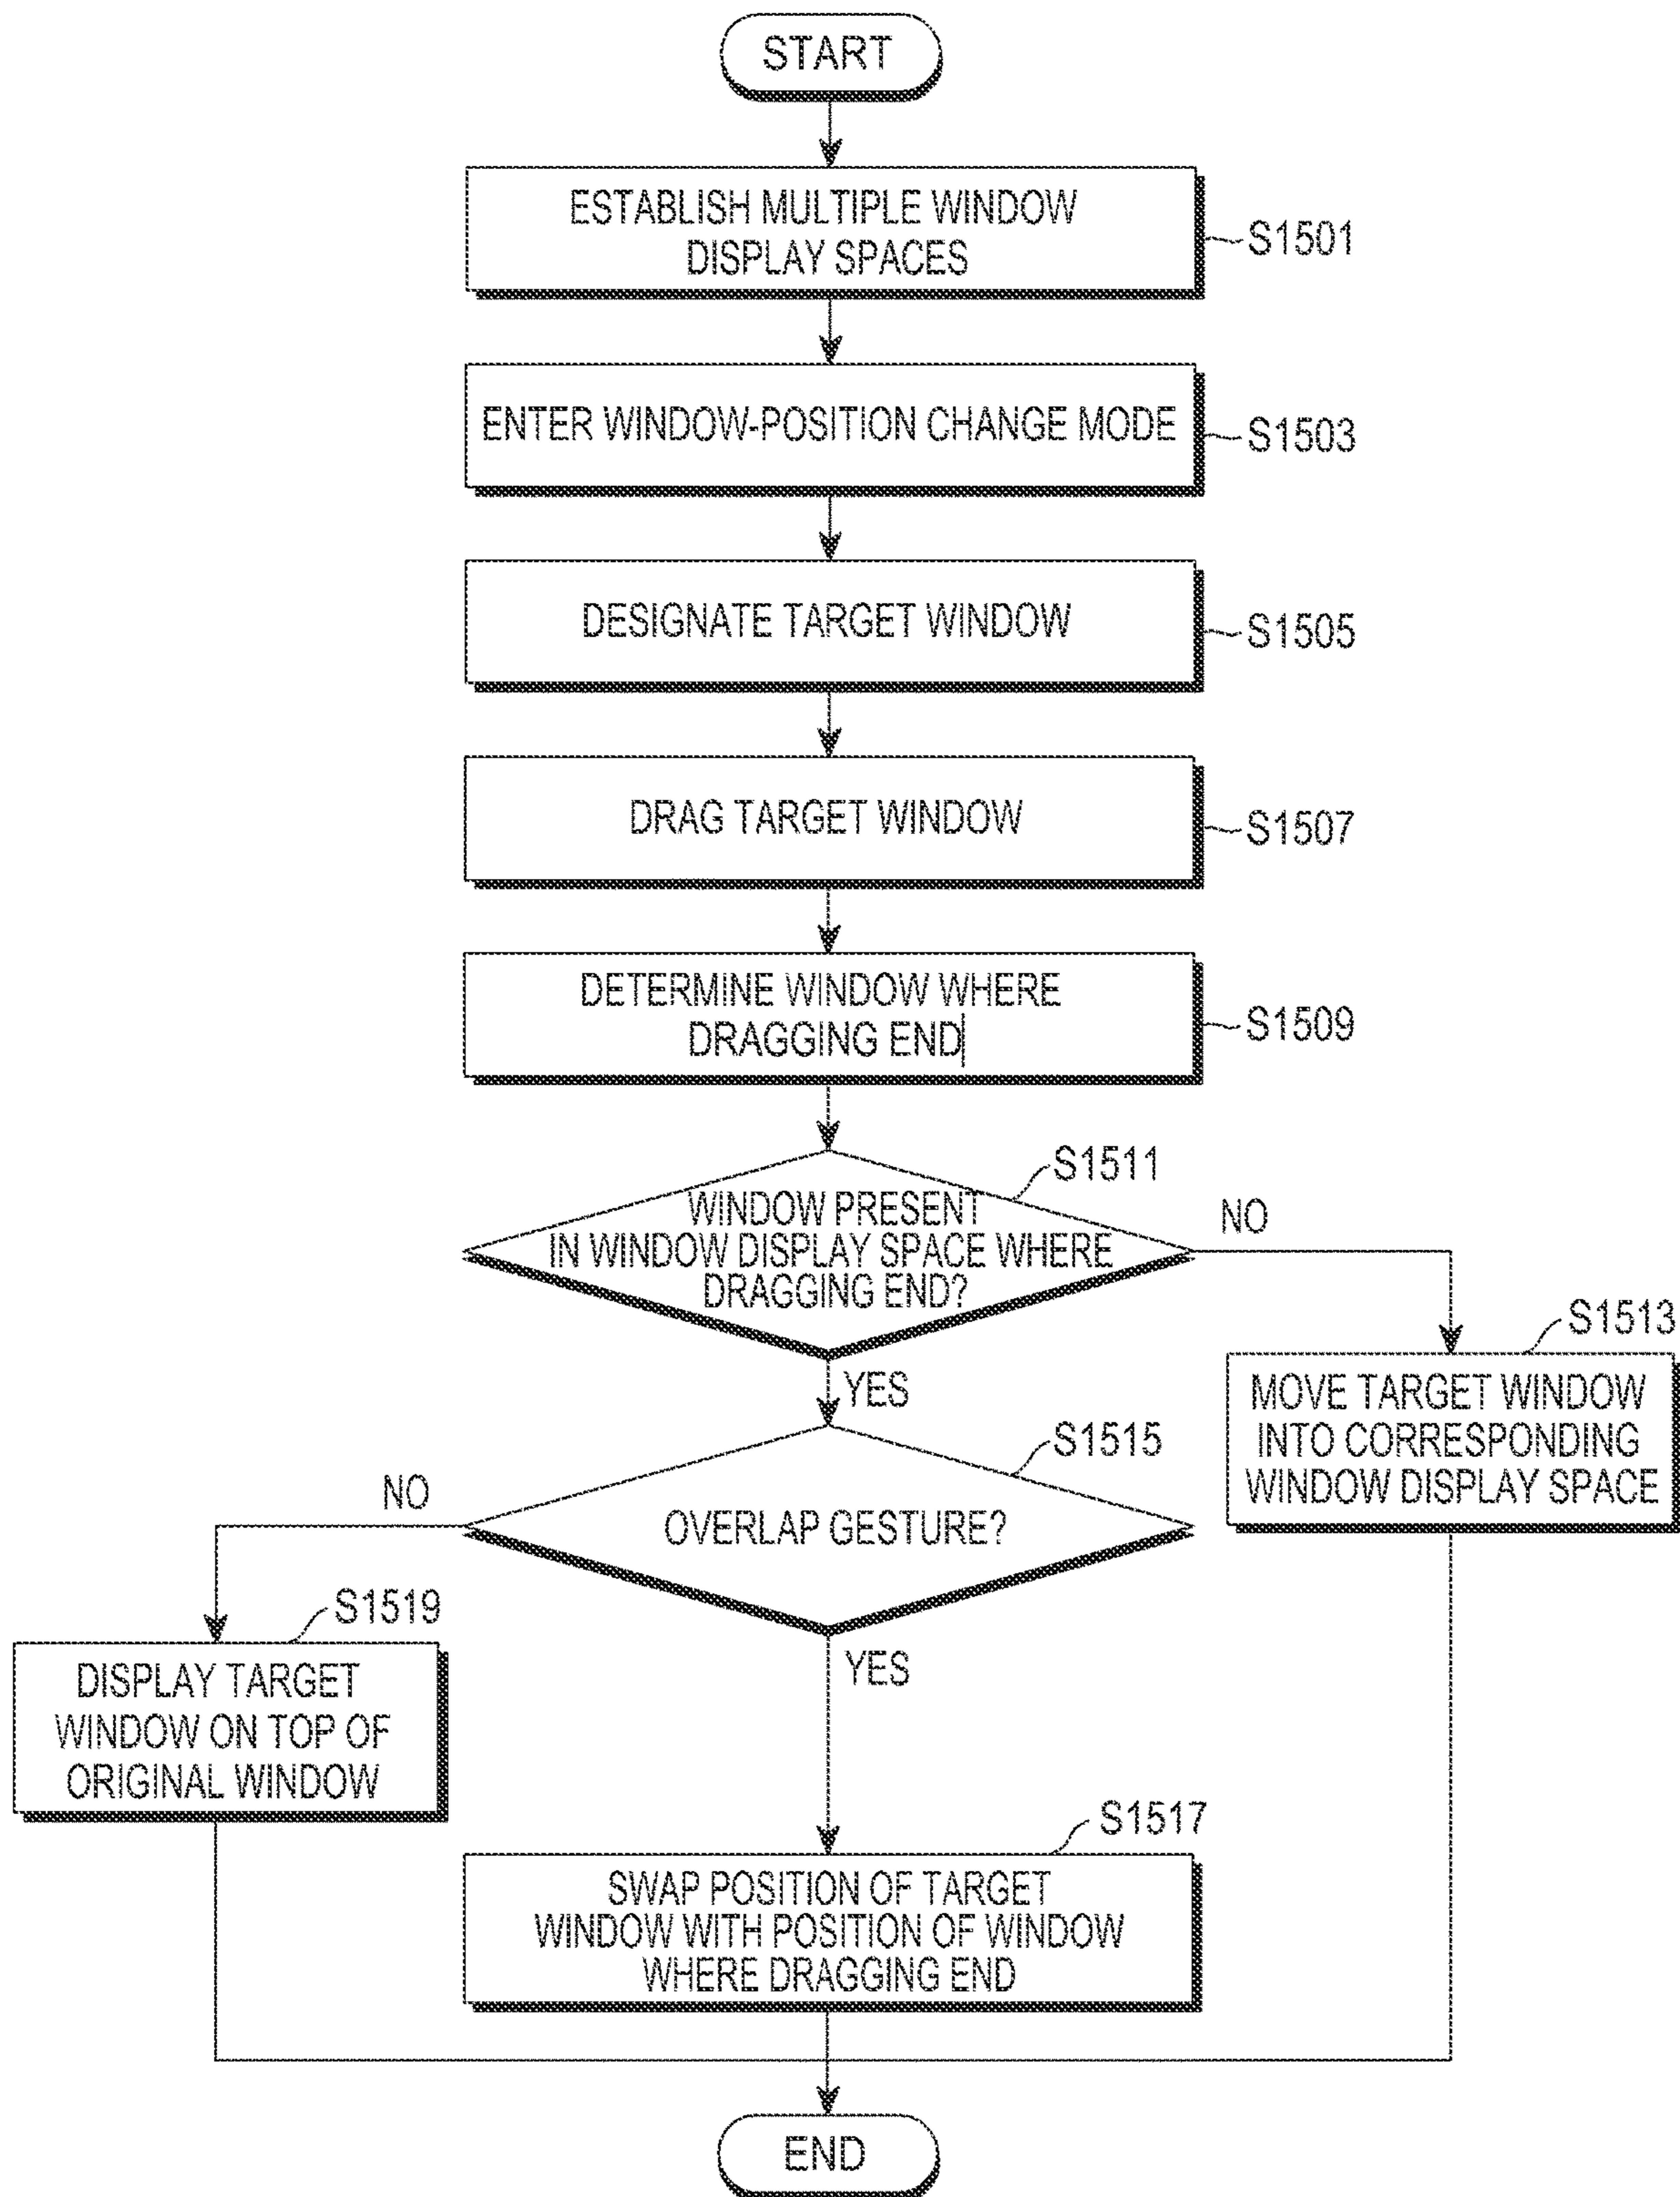 START
ESTABLISH MULTIPLE WINDOW
DISPLAY SPACES
S1501
ENTER WINDOW-POSITION CHANGE MODE
S1503
DESIGNATE TARGET WINDOW
S1505
DRAG TARGET WINDOW
S1507
DETERMINE WINDOW WHERE
DRAGGING END
S1509
S1511
WINDOW PRESENT
IN WINDOW DISPLAY SPACE WHERE
DRAGGING END?
NO
YES
S1513
MOVE TARGET WINDOW
INTO CORRESPONDING
WINDOW DISPLAY SPACE
S1515
OVERLAP GESTURE?
NO
YES
S1519
DISPLAY TARGET
WINDOW ON TOP OF
ORIGINAL WINDOW
S1517
SWAP POSITION OF TARGET
WINDOW WITH POSITION OF WINDOW
WHERE DRAGGING END
END